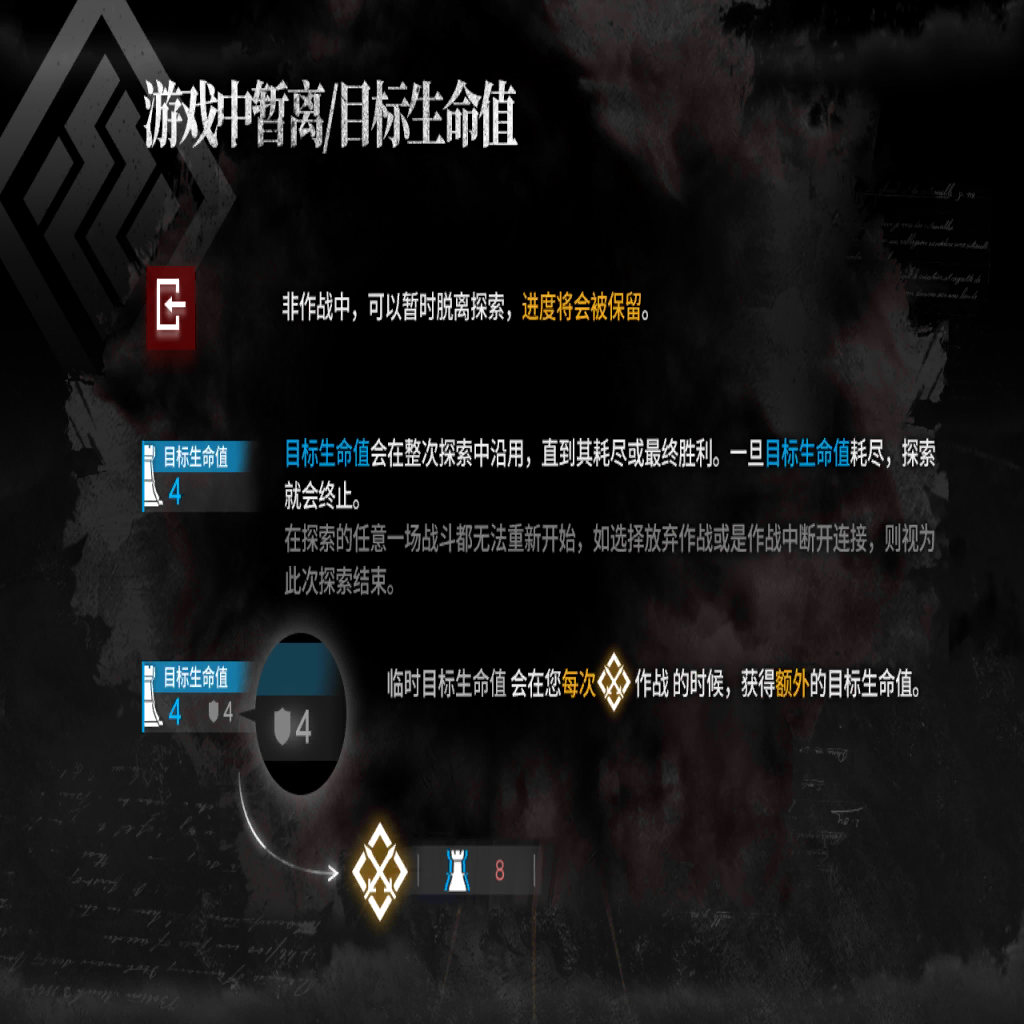 游戏中暂离/目标生命值
非作战中，可以暂时脱离探索，进度将会被保留。
目标生命值
4
目标生命值会在整次探索中沿用，直到其耗尽或最终胜利。一旦目标生命值耗尽，探索
就会终止。
在探索的任意一场战斗都无法重新开始，如选择放弃作战或是作战中断开连接，则视为
此次探索结束。
目标生命值
4 4
4
临时目标生命值 会在您每次 作战 的时候，获得额外的目标生命值。
8